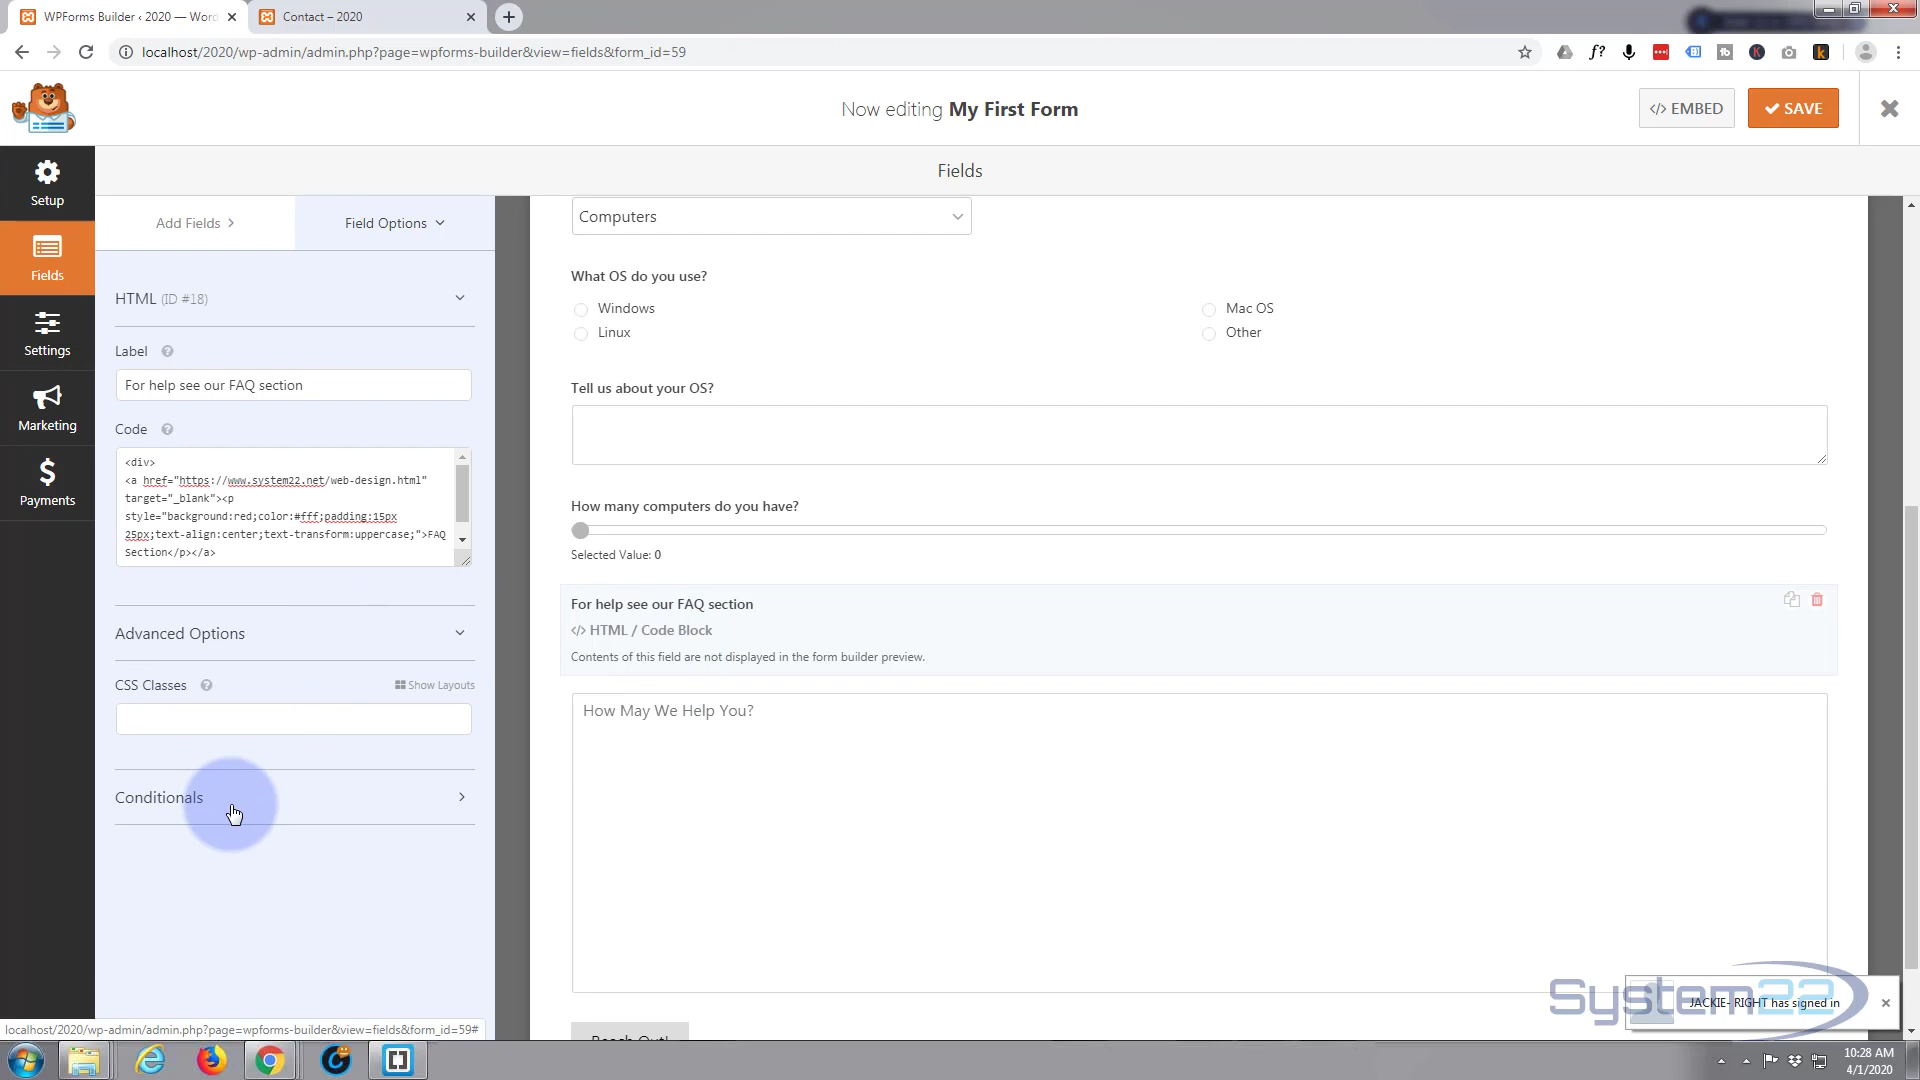 WPForms Builder ‹ 2020 — Word
Contact – 2020
localhost/2020/wp-admin/admin.php?page=wpforms-builder&view=fields&form_id=59
f?
Now editing My First Form
</> EMBED
SAVE
Fields
Setup
Fields
Settings
Marketing
Payments
Add Fields
Field Options
HTML (ID #18)
Label
For help see our FAQ section
Code
<div>
<a href="https://www.system22.net/web-design.html"
target="_blank"><p
style="background:red;color:#fff;padding:15px
25px;text-align:center;text-transform:uppercase;">FAQ
Section</p></a>
Advanced Options
CSS Classes
Show Layouts
Conditionals
Computers
What OS do you use?
Windows
Mac OS
Linux
Other
Tell us about your OS?
How many computers do you have?
Selected Value: 0
For help see our FAQ section
</> HTML / Code Block
Contents of this field are not displayed in the form builder preview.
How May We Help You?
Reach Out!
System22
JACKIE- RIGHT has signed in
localhost/2020/wp-admin/admin.php?page=wpforms-builder&view=fields&form_id=59#
10:28 AM
4/1/2020